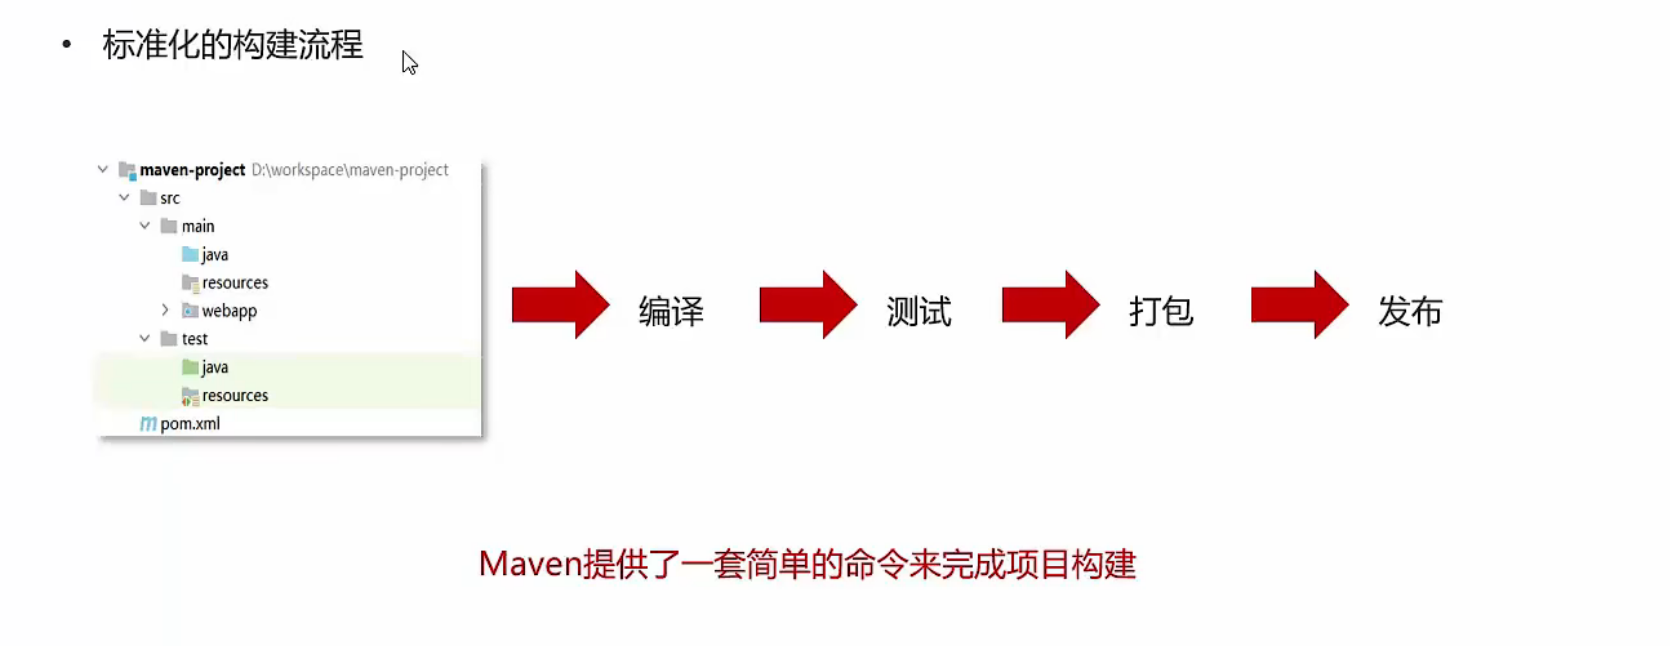 • 标准化的构建流程
maven-project D:\workspace\maven-project
src
main
java
resources
webapp
test
java
resources
pom.xml
编译 测试 打包 发布
Maven提供了一套简单的命令来完成项目构建